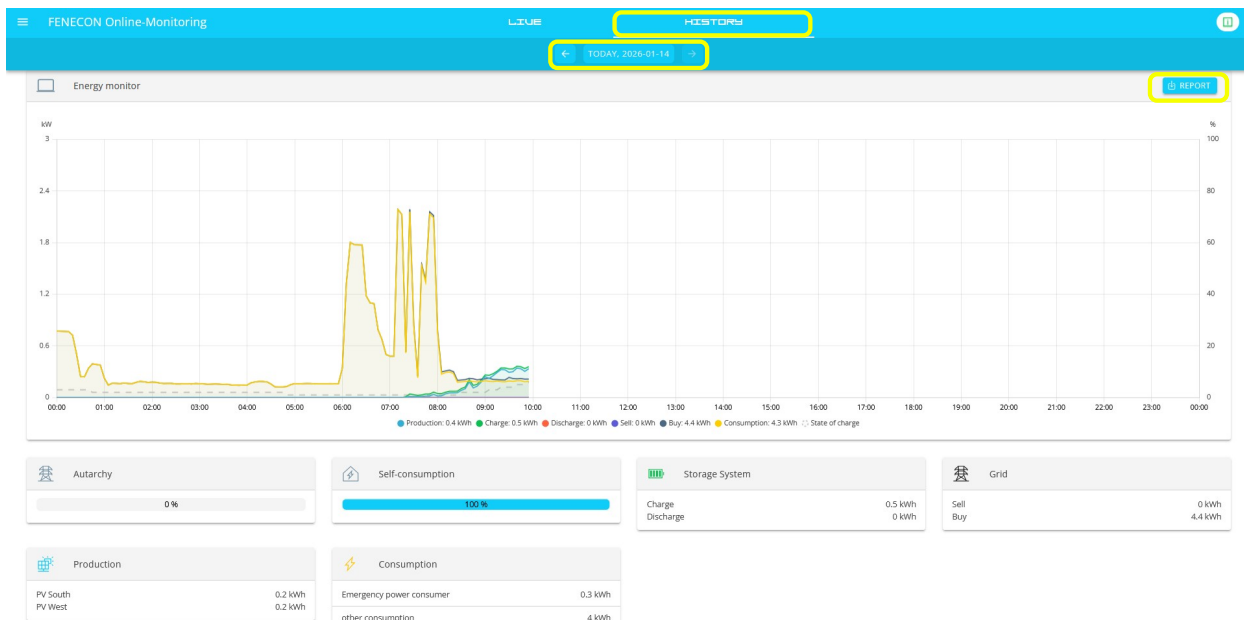 FENECON Online-Monitoring
LIVE
HISTORY
TODAY, 2026-01-14
Energy monitor
REPORT
kW
%
3
100
2.4
80
1.8
60
1.2
40
0.6
20
0
0
00:00 01:00 02:00 03:00 04:00 05:00 06:00 07:00 08:00 09:00 10:00 11:00 12:00 13:00 14:00 15:00 16:00 17:00 18:00 19:00 20:00 21:00 22:00 23:00 00:00
Production: 0.4 kWh Charge: 0.5 kWh Discharge: 0 kWh Sell: 0 kWh Buy: 4.4 kWh Consumption: 4.3 kWh State of charge
Autarchy
0 %
Self-consumption
100 %
Storage System
Charge 0.5 kWh
Discharge 0 kWh
Grid
Sell 0 kWh
Buy 4.4 kWh
Production
PV South 0.2 kWh
PV West 0.2 kWh
Consumption
Emergency power consumer 0.3 kWh
other consumption 4 kWh